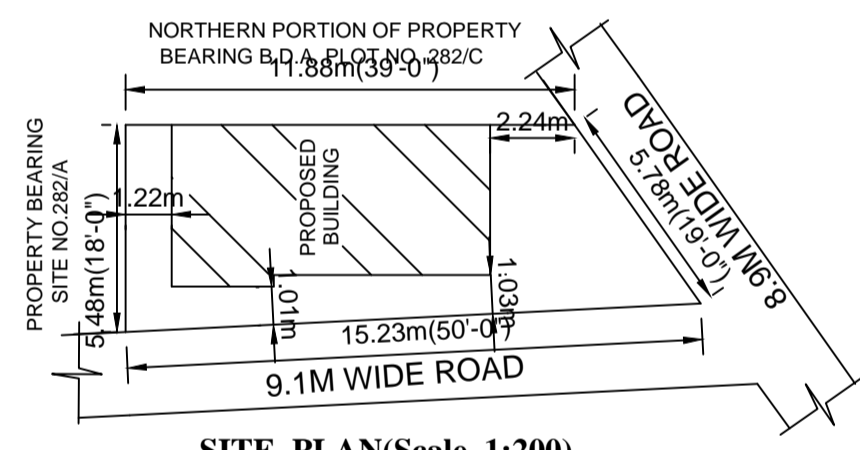 NORTHERN PORTION OF PROPERTY
BEARING B.D.A. PLOT NO. 282/C
11.88m(39'-0")
2.24m
PROPERTY BEARING
SITE NO.282/A
5.48m(18'-0")
1.22m
PROPOSED
BUILDING
1.01m
1.03m
15.23m(50'-0")
5.78m(19'-0")
8.9M WIDE ROAD
9.1M WIDE ROAD
SITE PLAN(Scale 1:200)